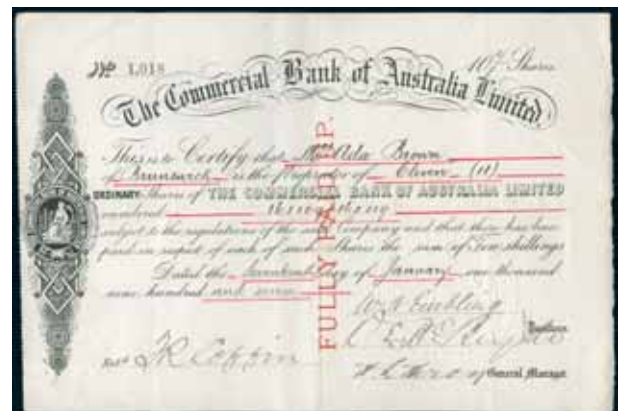 No 1,018 10/- Shares
The Commercial Bank of Australia Limited.
This is to Certify that Ada Brown
of Brunswick is the Proprietor of Eleven (11)
ORDINARY Shares of THE COMMERCIAL BANK OF AUSTRALIA LIMITED
numbered
subject to the regulations of the said Company and that there has been
paid in respect of each of such Shares the sum of Ten shillings
Dated the day of January one thousand
nine hundred and seven
FULLY PAID UP.
Directors
General Manager